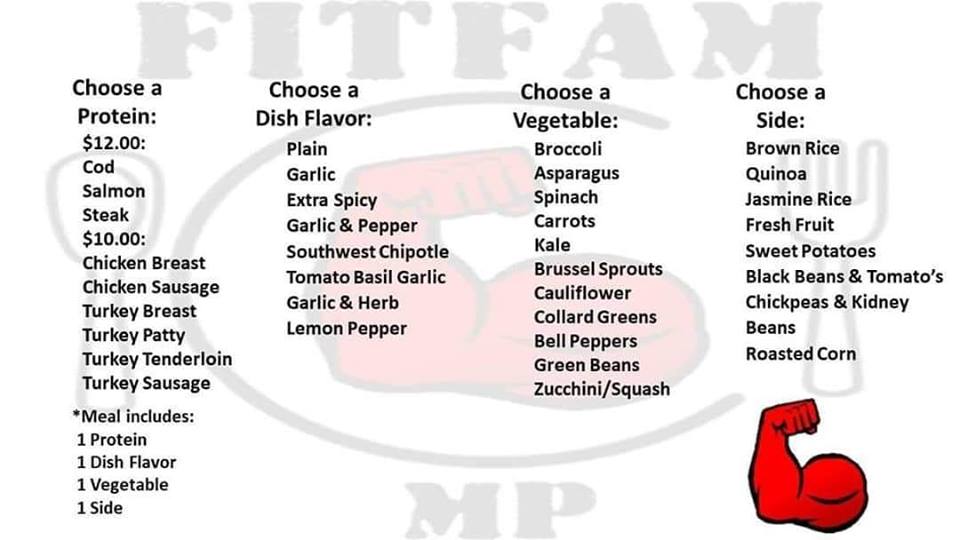 FITFAM
Choose a
Protein:
$12.00:
Cod
Salmon
Steak
$10.00:
Chicken Breast
Chicken Sausage
Turkey Breast
Turkey Patty
Turkey Tenderloin
Turkey Sausage
*Meal includes:
1 Protein
1 Dish Flavor
1 Vegetable
1 Side
Choose a
Dish Flavor:
Plain
Garlic
Extra Spicy
Garlic & Pepper
Southwest Chipotle
Tomato Basil Garlic
Garlic & Herb
Lemon Pepper
Choose a
Vegetable:
Broccoli
Asparagus
Spinach
Carrots
Kale
Brussel Sprouts
Cauliflower
Collard Greens
Bell Peppers
Green Beans
Zucchini/Squash
Choose a
Side:
Brown Rice
Quinoa
Jasmine Rice
Fresh Fruit
Sweet Potatoes
Black Beans & Tomato's
Chickpeas & Kidney
Beans
Roasted Corn
MP